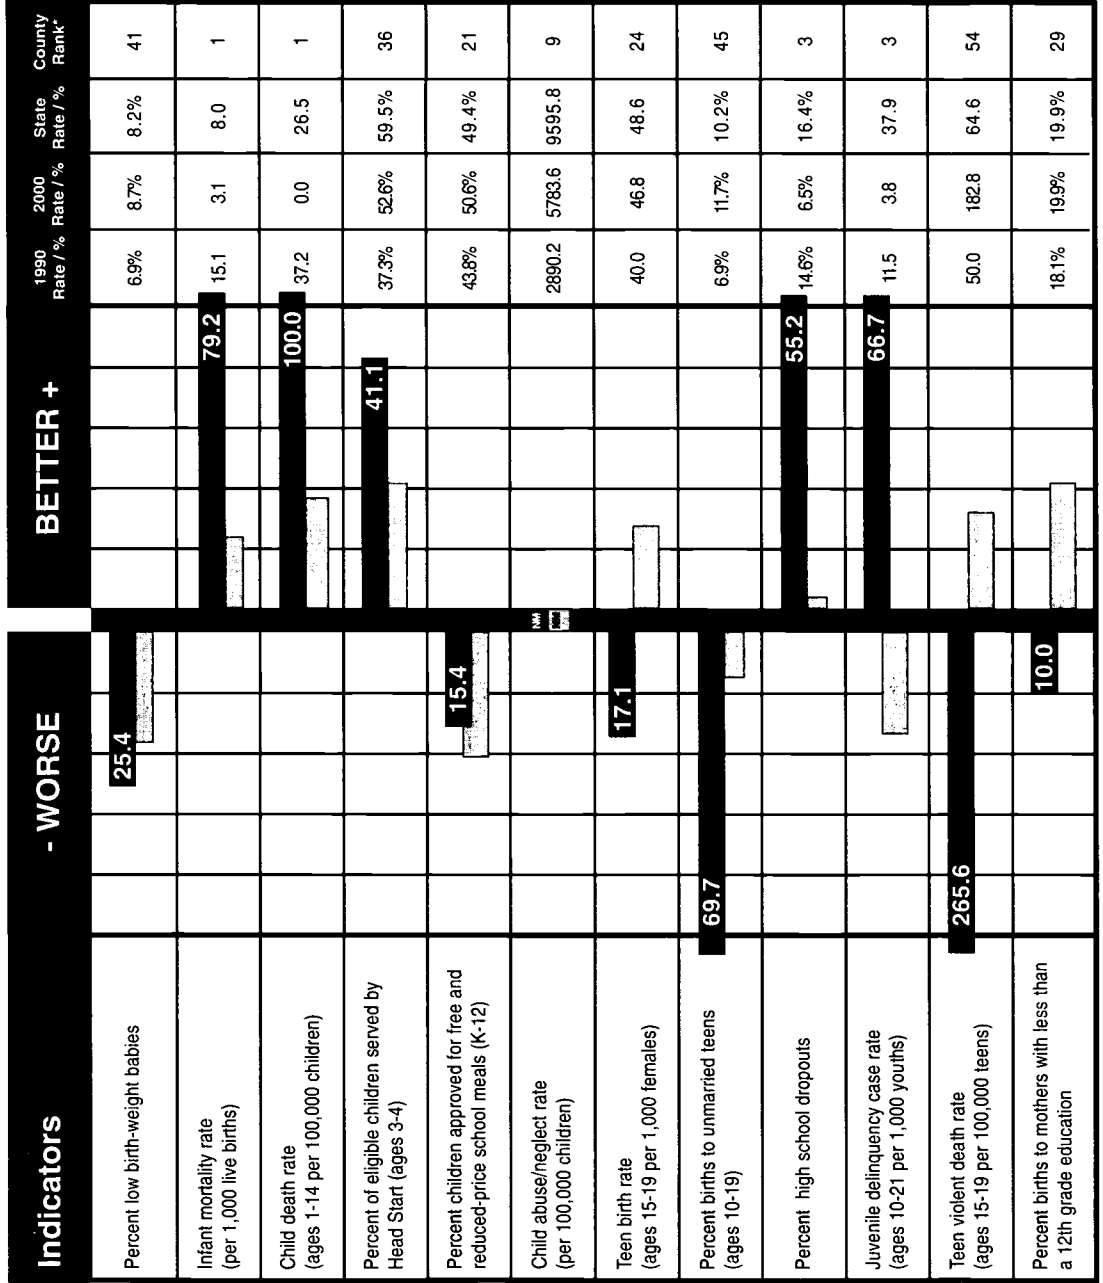 Indicators
- WORSE
BETTER +
1990
Rate / %
2000
Rate / %
State
Rate / %
County
Rank*
Percent low birth-weight babies
25.4
6.9%
8.7%
8.2%
41
Infant mortality rate
(per 1,000 live births)
79.2
15.1
3.1
8.0
1
Child death rate
(ages 1-14 per 100,000 children)
100.0
37.2
0.0
26.5
1
Percent of eligible children served by
Head Start (ages 3-4)
41.1
37.3%
52.6%
59.5%
36
Percent children approved for free and
reduced-price school meals (K-12)
15.4
43.8%
50.6%
49.4%
21
Child abuse/neglect rate
(per 100,000 children)
NM
NM
2890.2
5783.6
9595.8
9
Teen birth rate
(ages 15-19 per 1,000 females)
17.1
40.0
46.8
48.6
24
Percent births to unmarried teens
(ages 10-19)
69.7
6.9%
11.7%
10.2%
45
Percent high school dropouts
55.2
14.6%
6.5%
16.4%
3
Juvenile delinquency case rate
(ages 10-21 per 1,000 youths)
66.7
11.5
3.8
37.9
3
Teen violent death rate
(ages 15-19 per 100,000 teens)
265.6
50.0
182.8
64.6
54
Percent births to mothers with less than
a 12th grade education
10.0
18.1%
19.9%
19.9%
29